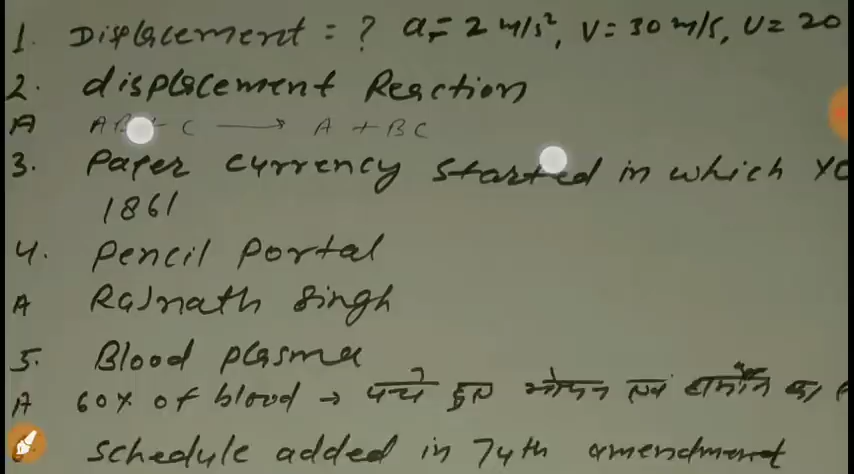 1. Displacement = ? a = 2 m/s², v = 30 m/s, u = 20
2. displacement Reaction
A AB + C → A + BC
3. Paper currency started in which
1861
4. Pencil Portal
A Rajnath Singh
5. Blood plasma
A 60% of blood →
schedule added in 74th amendment